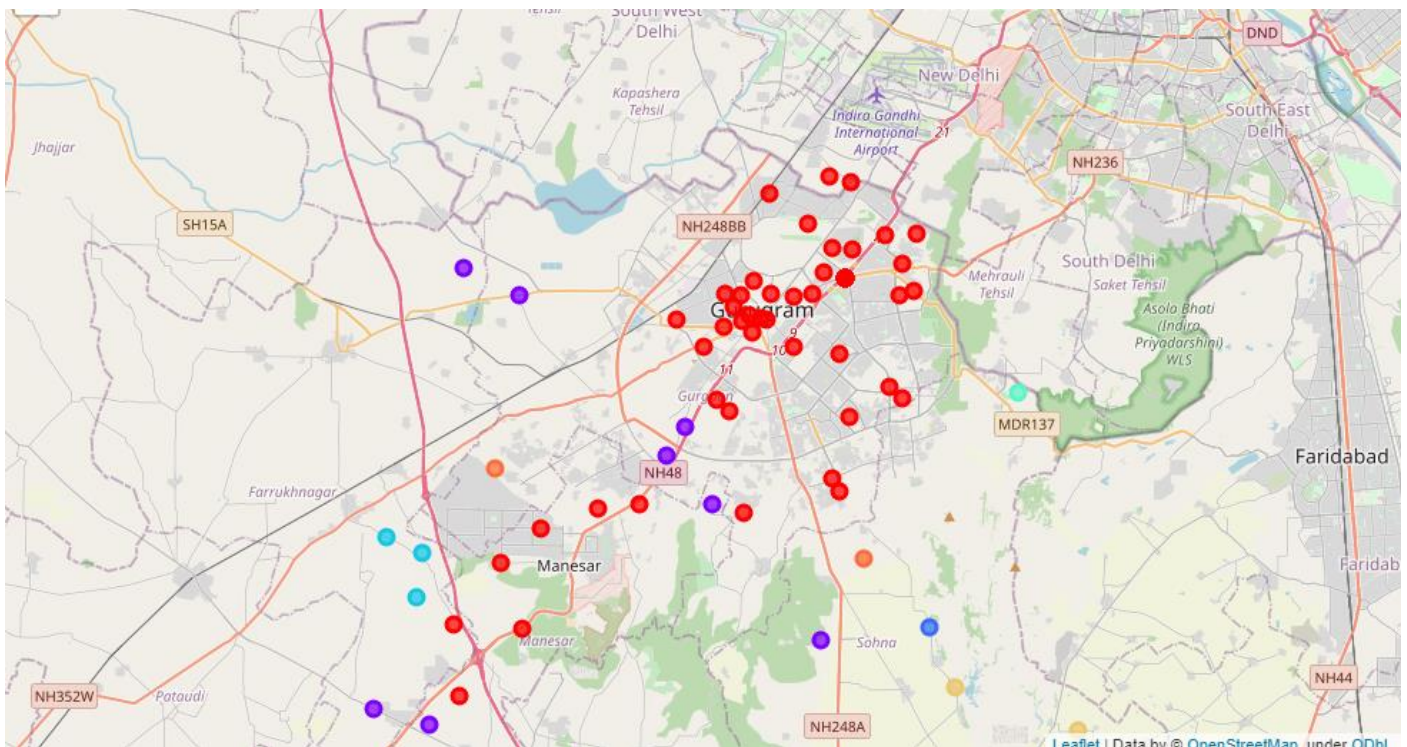 Tehsil
South West
Delhi
DND
New Delhi
Kapashera
Tehsil
Indira Gandhi
International
Airport
21
South East
Delhi
Jhajjar
NH236
SH15A
NH248BB
Mehrauli
Tehsil
South Delhi
Saket Tehsil
Asola Bhati
(Indira
Priyadarshini)
WLS
9
10
11
MDR137
Faridabad
NH48
Farrukhnagar
Manesar
Manesar
Sohna
Pataudi
NH352W
NH248A
NH44
Leaflet | Data by © OpenStreetMap, under ODbL.